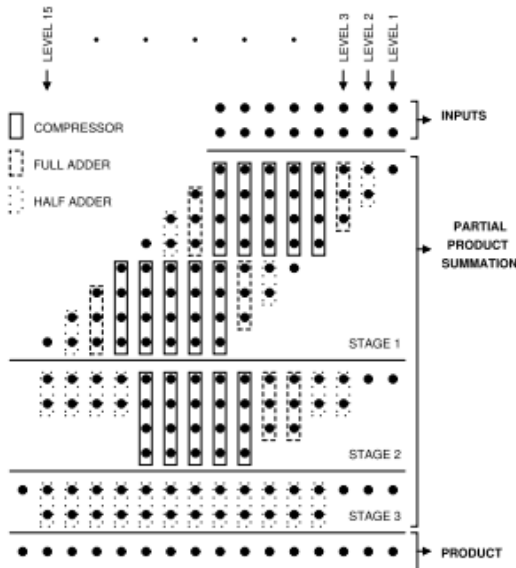 LEVEL 15
LEVEL 3
LEVEL 2
LEVEL 1
INPUTS
COMPRESSOR
FULL ADDER
HALF ADDER
PARTIAL
PRODUCT
SUMMATION
STAGE 1
STAGE 2
STAGE 3
PRODUCT